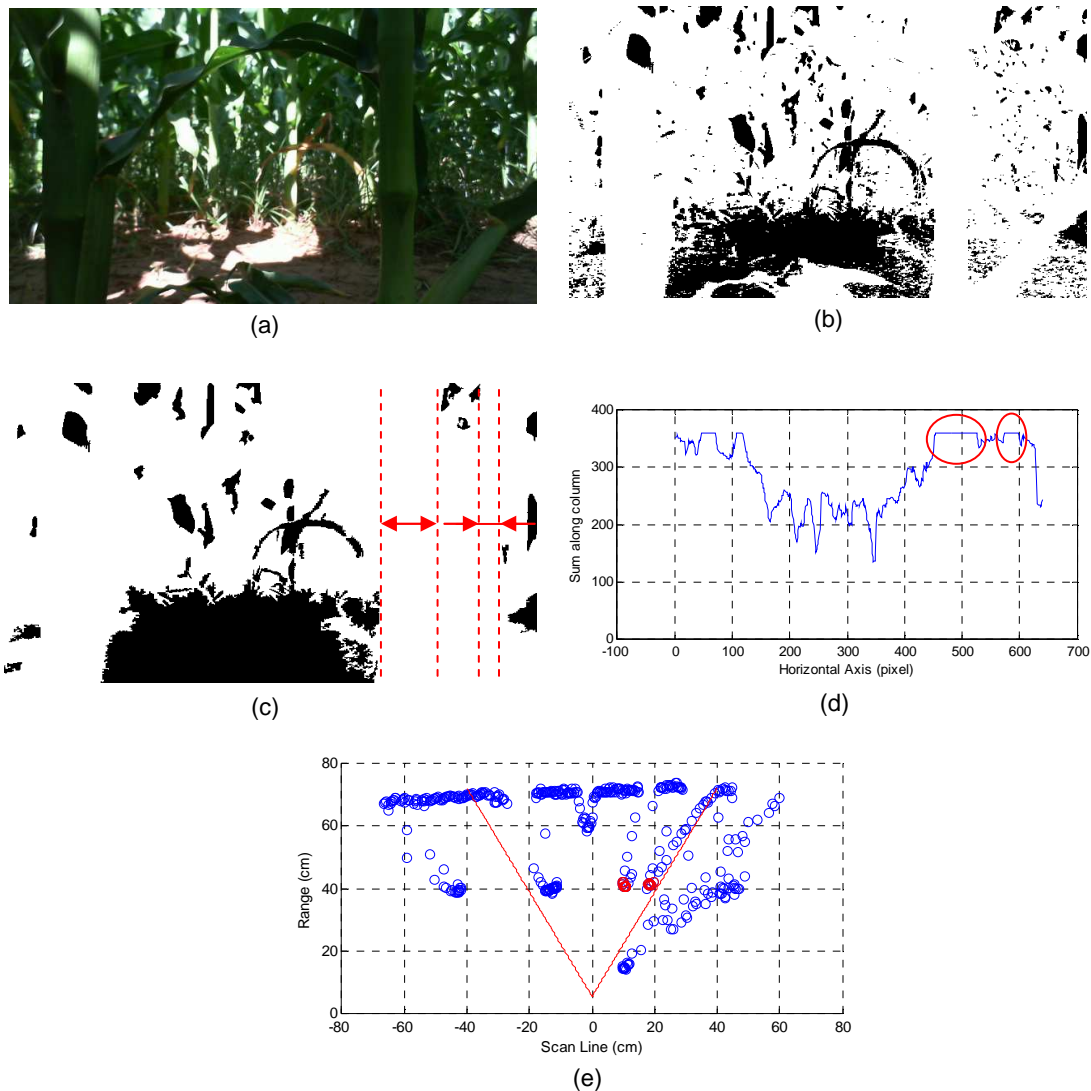 (a)
(b)
(c)
400
300
200
100
0
Sum along column
-100 0 100 200 300 400 500 600 700
Horizontal Axis (pixel)
(d)
80
60
40
20
0
Range (cm)
-80 -60 -40 -20 0 20 40 60 80
Scan Line (cm)
(e)